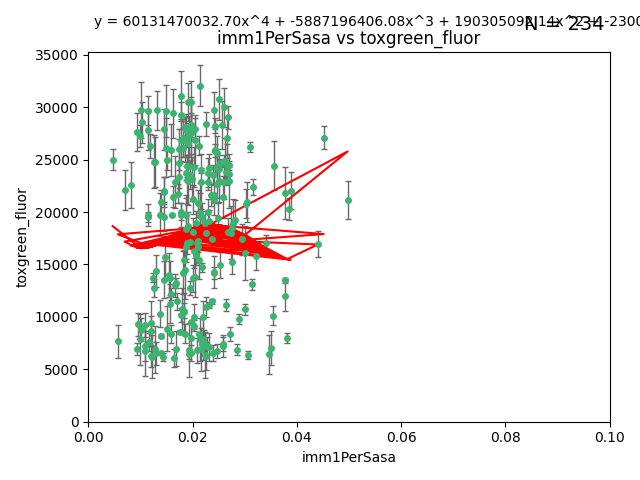 y = 60131470032.70x^4 + -5887196406.08x^3 +
N = 234
imm1PerSasa vs toxgreen_fluor
35000
30000
25000
20000
15000
10000
5000
0
toxgreen_fluor
0.00 0.02 0.04 0.06 0.08 0.10
imm1PerSasa